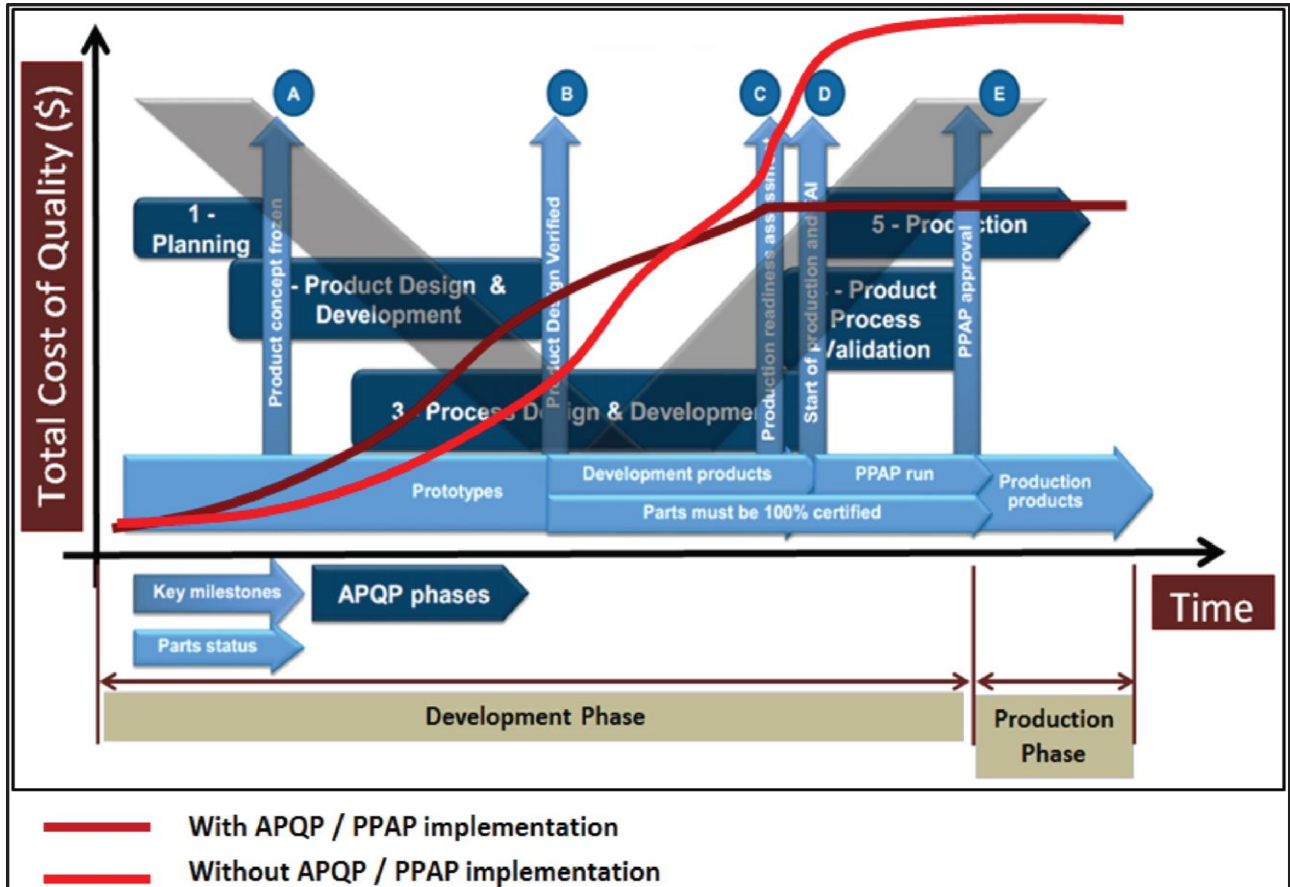 Total Cost of Quality ($)
A
B
C
D
E
1 -
Planning
- Product Design &
Development
3 - Process Design & Development
- Product
Process
Validation
5 - Production
Product concept frozen
Product Design Verified
Production readiness assessment
Start of production and FAI
PPAP approval
Prototypes
Development products
PPAP run
Parts must be 100% certified
Production
products
Key milestones
APQP phases
Parts status
Time
Development Phase
Production
Phase
With APQP / PPAP implementation
Without APQP / PPAP implementation